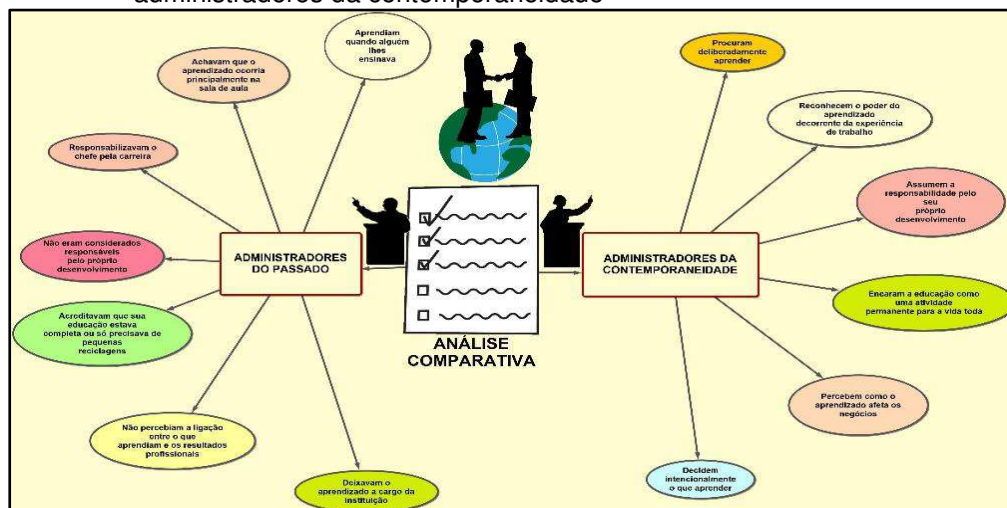 administradores da contemporaneidade
Aprendiam
quando alguém
lhes
ensinava
Achavam que o
aprendizado ocorria
principalmente na
sala de aula
Responsabilizavam o
chefe pela carreira
Não eram considerados
responsáveis
pelo próprio
desenvolvimento
Acreditavam que sua
educação estava
completa ou só precisava de
pequenas
reciclagens
Não percebiam a ligação
entre o que
aprendiam e os resultados
profissionais
Deixavam o
aprendizado a cargo da
instituição
ADMINISTRADORES
DO PASSADO
ANÁLISE
COMPARATIVA
ADMINISTRADORES DA
CONTEMPORANEIDADE
Procuram
deliberadamente
aprender
Reconhecem o poder do
aprendizado
decorrente da experiência
de trabalho
Assumem a
responsabilidade pelo
seu
próprio
desenvolvimento
Encaram a educação como
uma atividade
permanente para a vida toda
Percebem como o
aprendizado afeta os
negócios
Decidem
intencionalmente
o que aprender